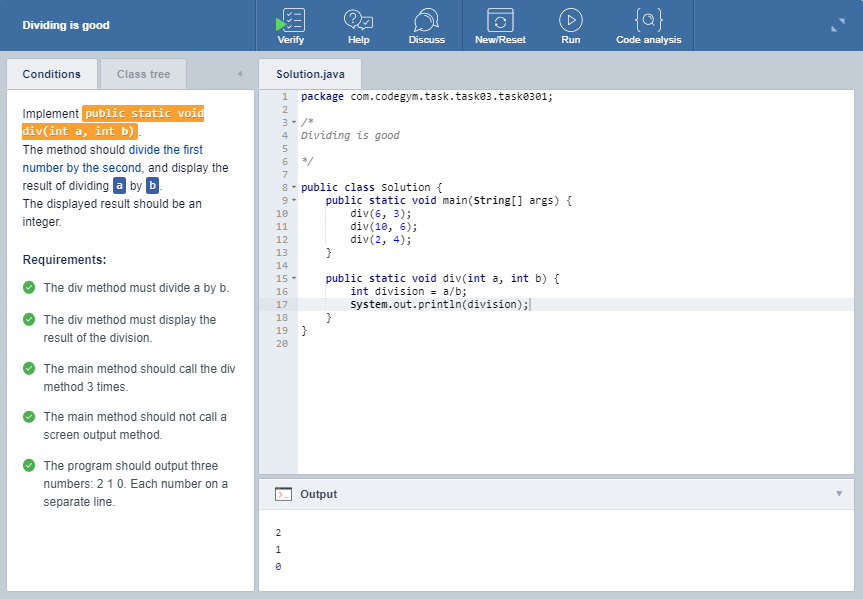 Dividing is good
Verify
Help
Discuss
New/Reset
Run
Code analysis
Conditions
Class tree
Implement public static void
div(int a, int b).
The method should divide the first
number by the second, and display the
result of dividing a by b.
The displayed result should be an
integer.
Requirements:
The div method must divide a by b.
The div method must display the
result of the division.
The main method should call the div
method 3 times.
The main method should not call a
screen output method.
The program should output three
numbers: 2 1 0. Each number on a
separate line.
Solution.java
1 package com.codegym.task.task03.task0301;
2
3 /*
4 Dividing is good
5
6 */
7
8 public class Solution {
9     public static void main(String[] args) {
10         div(6, 3);
11         div(10, 6);
12         div(2, 4);
13     }
14
15     public static void div(int a, int b) {
16         int division = a/b;
17         System.out.println(division);
18     }
19 }
20
Output
2
1
0